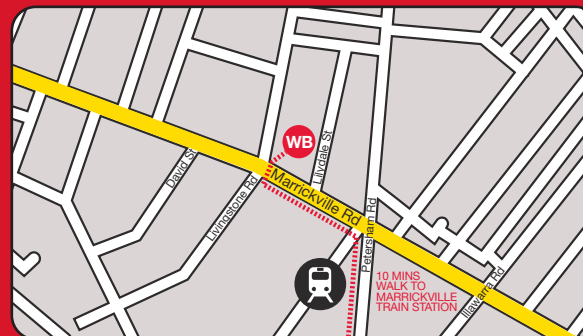 WB
Lilydale St
David St
Marrickville Rd
Livingstone Rd
Petersham Rd
10 MINS
WALK TO
MARRICKVILLE
TRAIN STATION
Illawarra Rd